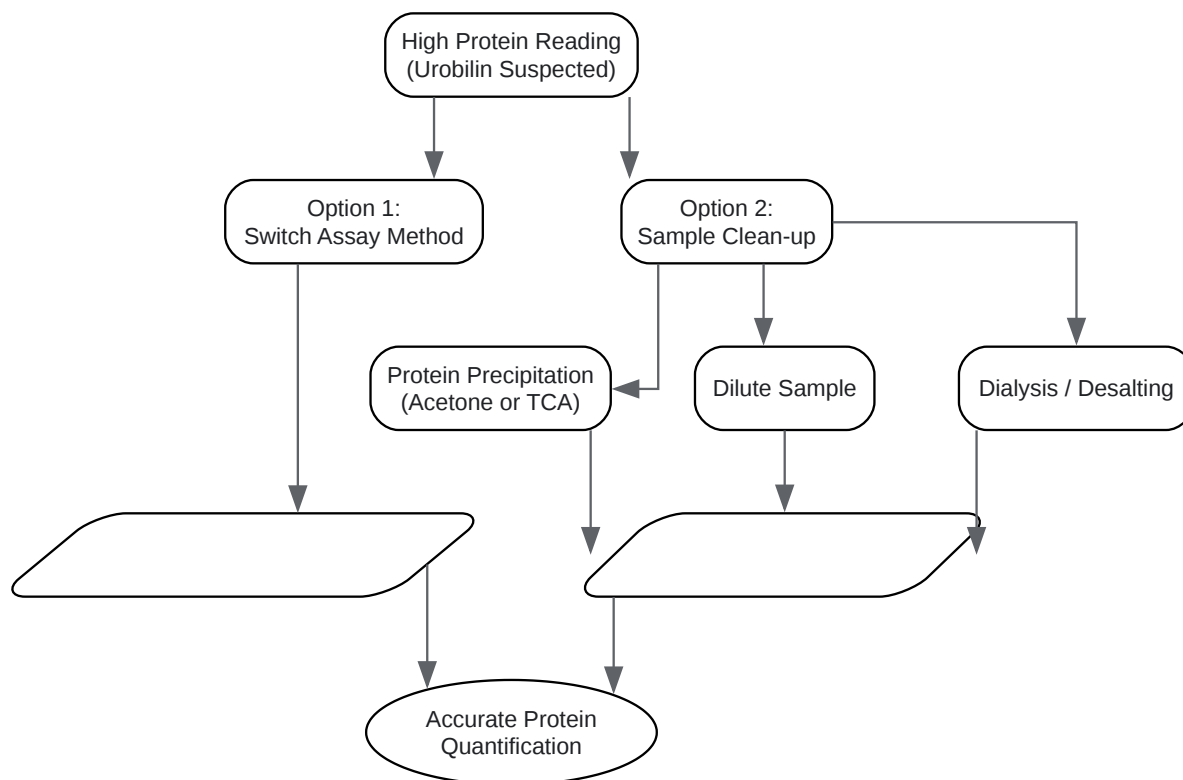 High Protein Reading
(Urobilin Suspected)
Option 1:
Switch Assay Method
Option 2:
Sample Clean-up
Protein Precipitation
(Acetone or TCA)
Dilute Sample
Dialysis / Desalting
Accurate Protein
Quantification